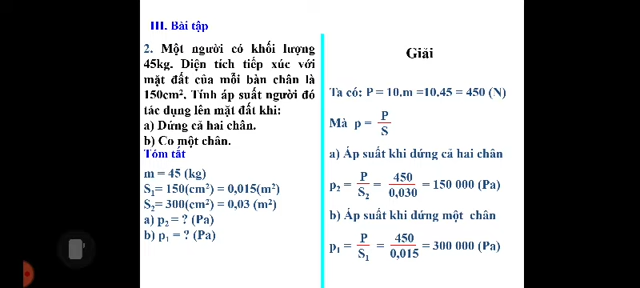 III. Bài tập
2. Một người có khối lượng
45kg. Diện tích tiếp xúc với
mặt đất của mỗi bàn chân là
150cm². Tính áp suất người đó
tác dụng lên mặt đất khi:
a) Đứng cả hai chân.
b) Co một chân.
Tóm tắt
m = 45 (kg)
S₁= 150(cm²) = 0,015(m²)
S₂= 300(cm²) = 0,03 (m²)
a) p₂ = ? (Pa)
b) p₁ = ? (Pa)
Giải
Ta có: P = 10.m =10.45 = 450 (N)
Mà p = P/S
a) Áp suất khi đứng cả hai chân
p₂ = P/S₂ = 450/0,030 = 150 000 (Pa)
b) Áp suất khi đứng một chân
p₁ = P/S₁ = 450/0,015 = 300 000 (Pa)